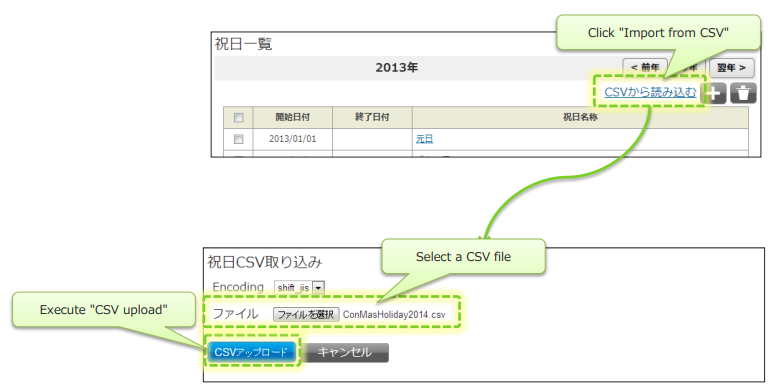 Click "Import from CSV"
祝日一覧
2013年
< 前年
年
翌年 >
CSVから読み込む
開始日付
終了日付
祝日名称
2013/01/01
元日
祝日CSV取り込み
Select a CSV file
Encoding
shift_jis
Execute "CSV upload"
ファイル
ファイルを選択
ConMasHoliday2014.csv
CSVアップロード
キャンセル